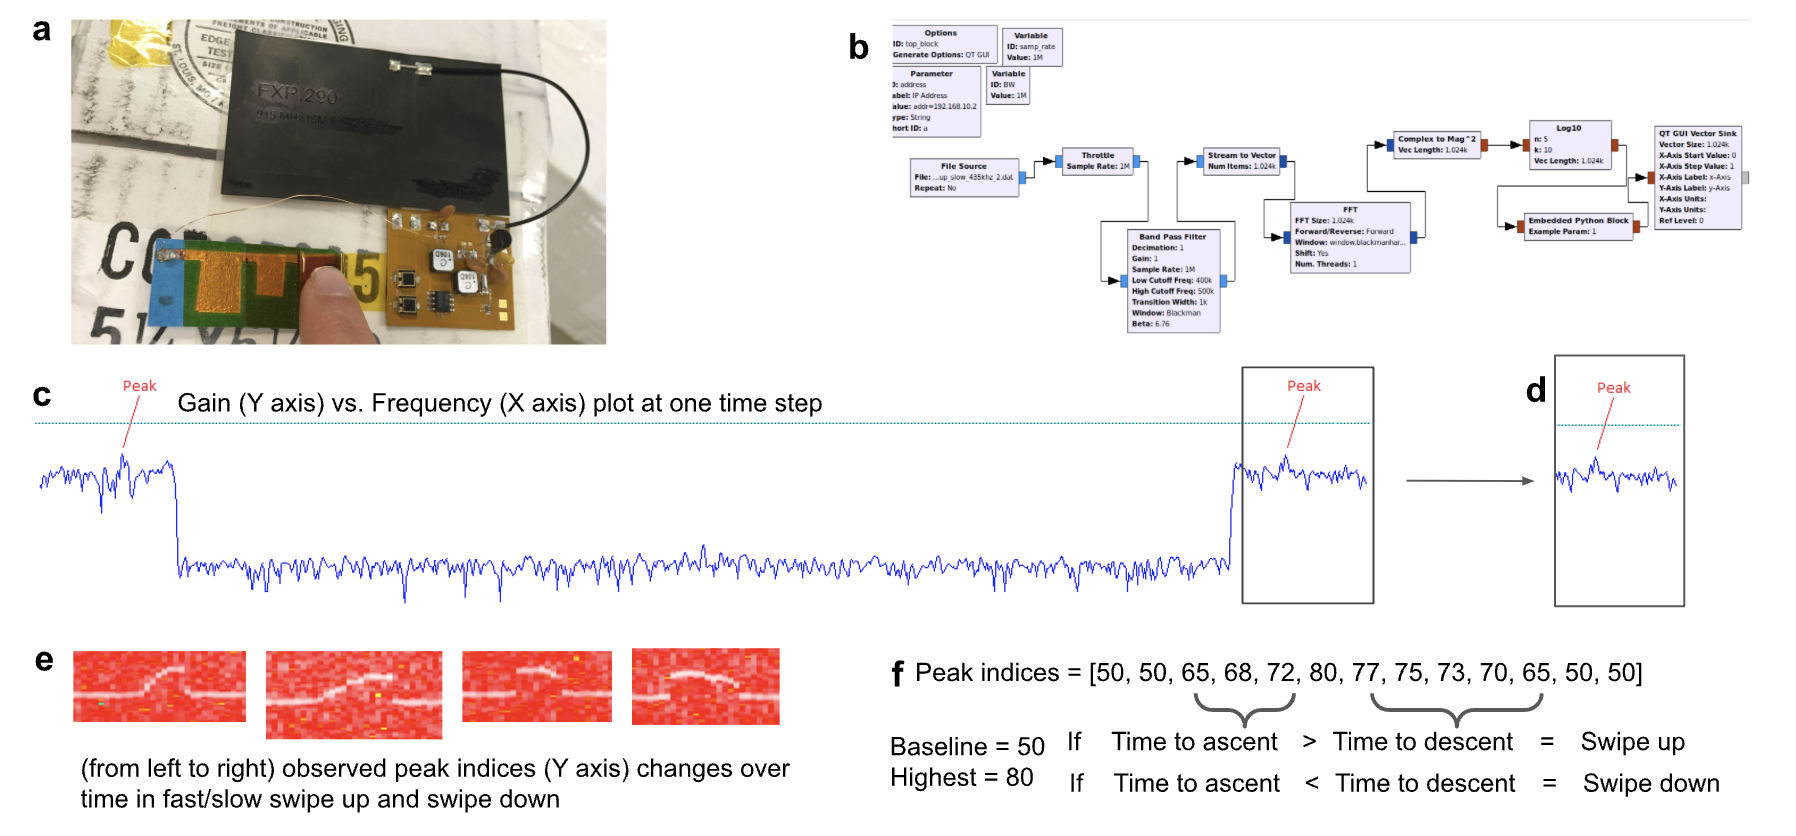 a
FXP 290
915 MHz
5
b
Options
ID: top_block
Generate Options: QT GUI
Variable
ID: samp_rate
Value: 1M
Parameter
D: address
abel: IP Address
alue: addr=192.168.10.2
ype: String
hort ID: a
Variable
ID: BW
Value: 1M
File Source
File: ...up_slow_435khz_2.dat
Repeat: No
Throttle
Sample Rate: 1M
Band Pass Filter
Decimation: 1
Gain: 1
Sample Rate: 1M
Low Cutoff Freq: 400k
High Cutoff Freq: 500k
Transition Width: 1k
Window: Blackman
Beta: 6.76
Stream to Vector
Num Items: 1.024k
FFT
FFT Size: 1.024k
Forward/Reverse: Forward
Window: window.blackmanhar...
Shift: Yes
Num. Threads: 1
Complex to Mag^2
Vec Length: 1.024k
Log10
n: 5
k: 10
Vec Length: 1.024k
Embedded Python Block
Example Param: 1
QT GUI Vector Sink
Vector Size: 1.024k
X-Axis Start Value: 0
X-Axis Step Value: 1
X-Axis Label: x-Axis
Y-Axis Label: y-Axis
X-Axis Units:
Y-Axis Units:
Ref Level: 0
c
Peak
Gain (Y axis) vs. Frequency (X axis) plot at one time step
Peak
d
Peak
e
(from left to right) observed peak indices (Y axis) changes over
time in fast/slow swipe up and swipe down
f Peak indices = [50, 50, 65, 68, 72, 80, 77, 75, 73, 70, 65, 50, 50]
Baseline = 50 If Time to ascent > Time to descent = Swipe up
Highest = 80 If Time to ascent < Time to descent = Swipe down